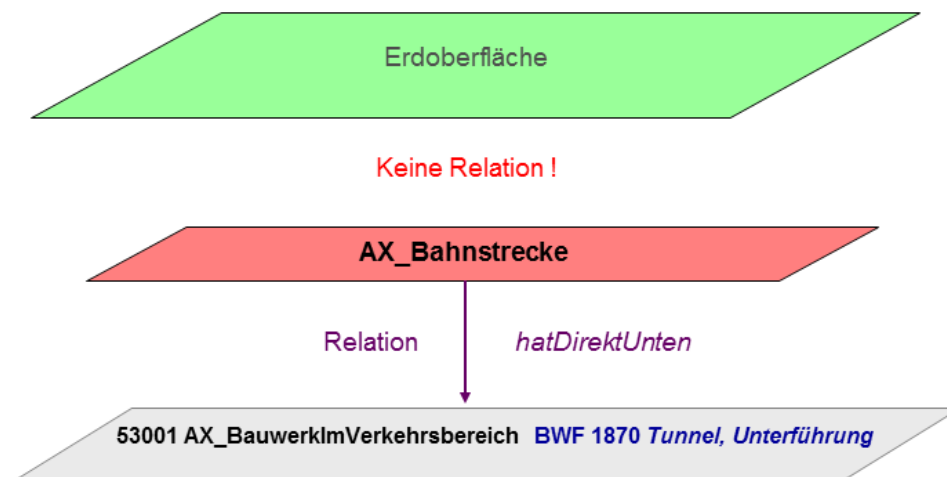 Erdoberfläche
Keine Relation !
AX_Bahnstrecke
Relation hatDirektUnten
53001 AX_BauwerkImVerkehrsbereich BWF 1870 Tunnel, Unterführung